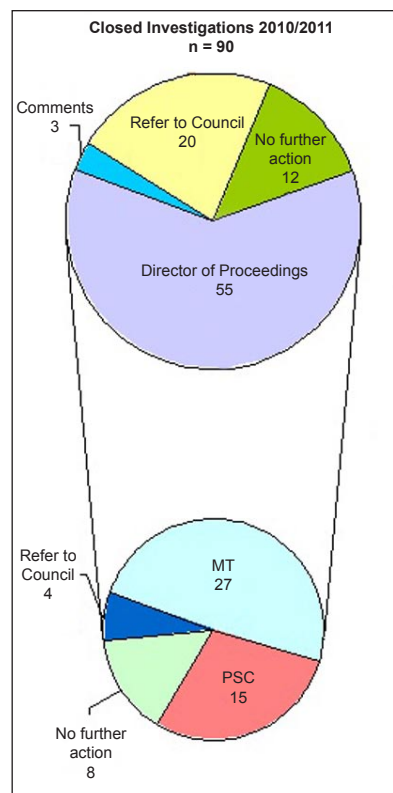 Closed Investigations 2010/2011
n = 90
Comments
3
Refer to Council
20
No further
action
12
Director of Proceedings
55
Refer to
Council
4
MT
27
PSC
15
No further
action
8